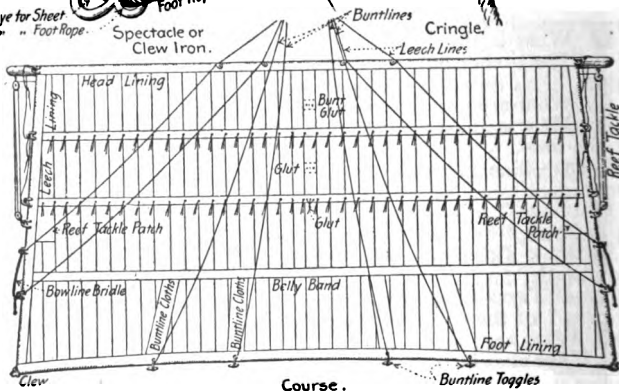 ye for Sheet
" " Foot Rope
Foot Rop
Spectacle or
Clew Iron.
Buntlines
Cringle.
Leech Lines
Head Lining
Bunt
Glut
Leech Lining
Reef Tackle
Glut
Glut
Reef Tackle Patch
Reef Tackle
Patch
Bowline Bridle
Buntline Cloths
Buntline Cloths
Belly Band
Foot Lining
Clew
Buntline Toggles
Course.